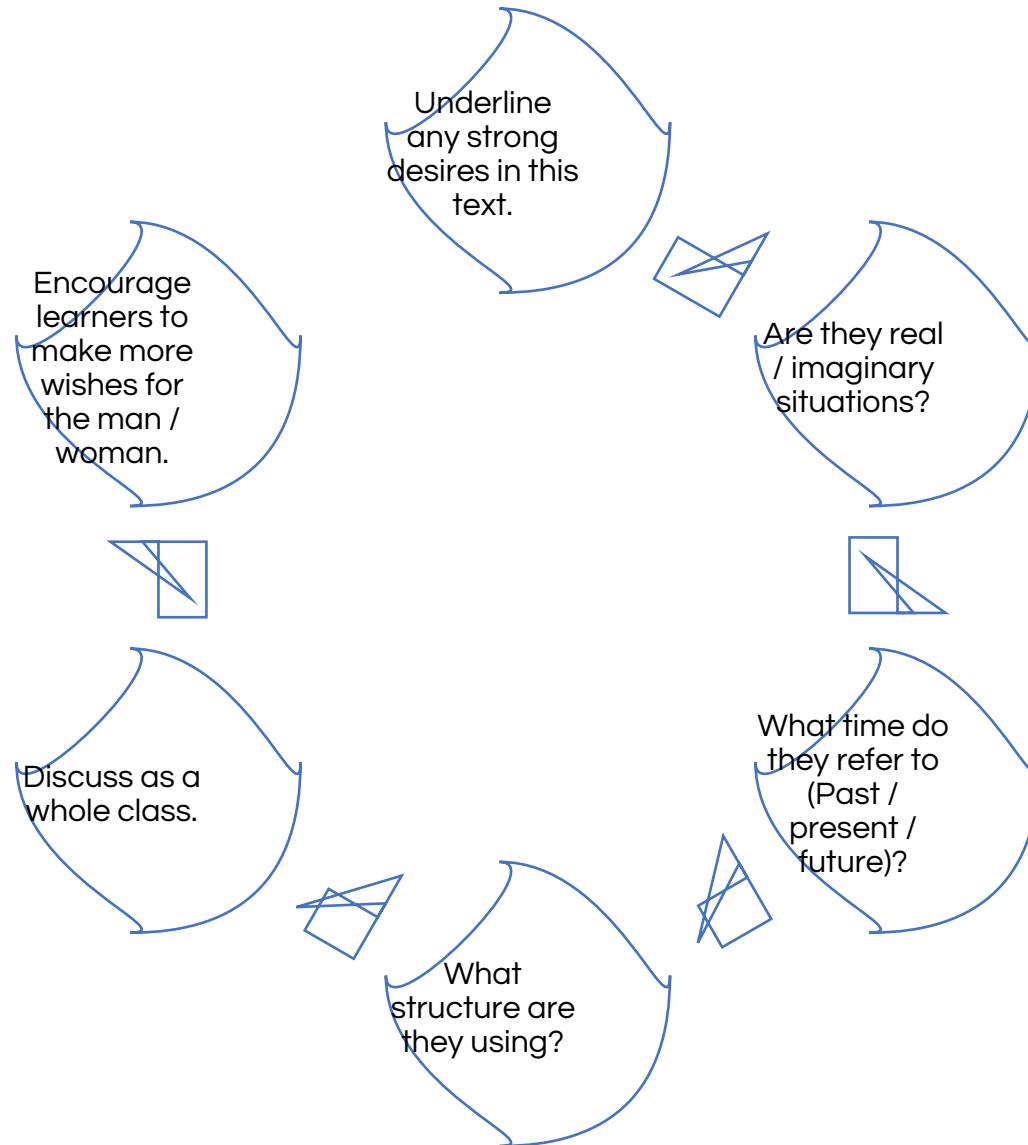 Underline
any strong
desires in this
text.
Are they real
/ imaginary
situations?
What time do
they refer to
(Past /
present /
future)?
What
structure are
they using?
Discuss as a
whole class.
Encourage
learners to
make more
wishes for
the man /
woman.